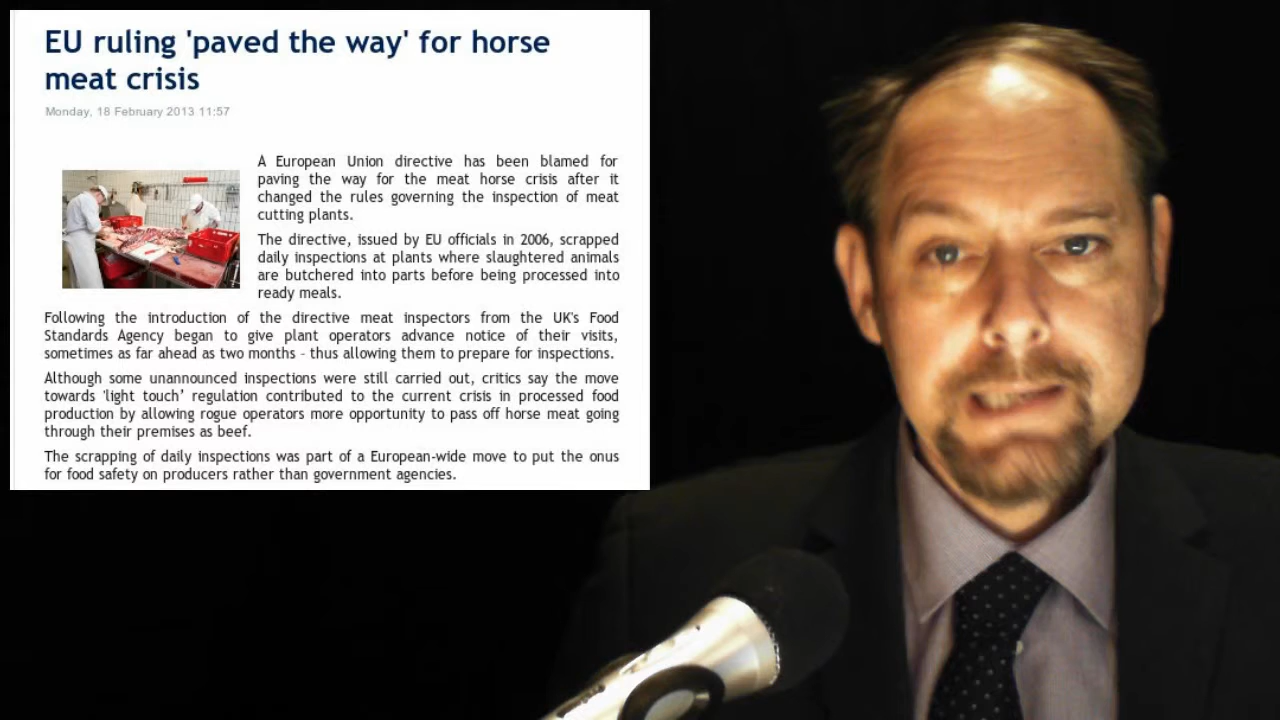 EU ruling 'paved the way' for horse
meat crisis
Monday, 18 February 2013 11:57
A European Union directive has been blamed for
paving the way for the meat horse crisis after it
changed the rules governing the inspection of meat
cutting plants.
The directive, issued by EU officials in 2006, scrapped
daily inspections at plants where slaughtered animals
are butchered into parts before being processed into
ready meals.
Following the introduction of the directive meat inspectors from the UK's Food
Standards Agency began to give plant operators advance notice of their visits,
sometimes as far ahead as two months - thus allowing them to prepare for inspections.
Although some unannounced inspections were still carried out, critics say the move
towards 'light touch' regulation contributed to the current crisis in processed food
production by allowing rogue operators more opportunity to pass off horse meat going
through their premises as beef.
The scrapping of daily inspections was part of a European-wide move to put the onus
for food safety on producers rather than government agencies.